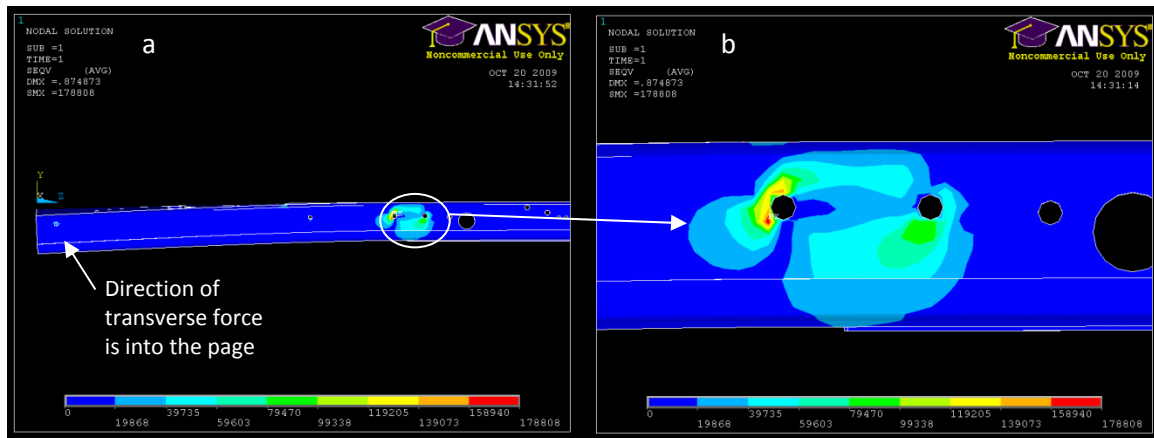 1
NODAL SOLUTION
SUB =1
TIME=1
SEQV (AVG)
DMX =.874873
SMX =178808
a
ANSYS
Noncommercial Use Only
OCT 20 2009
14:31:52
Y
X Z
Direction of
transverse force
is into the page
0 39735 79470 119205 158940
19868 59603 99338 139073 178808
1
NODAL SOLUTION
SUB =1
TIME=1
SEQV (AVG)
DMX =.874873
SMX =178808
b
ANSYS
Noncommercial Use Only
OCT 20 2009
14:31:14
MX
0 39735 79470 119205 158940
19868 59603 99338 139073 178808